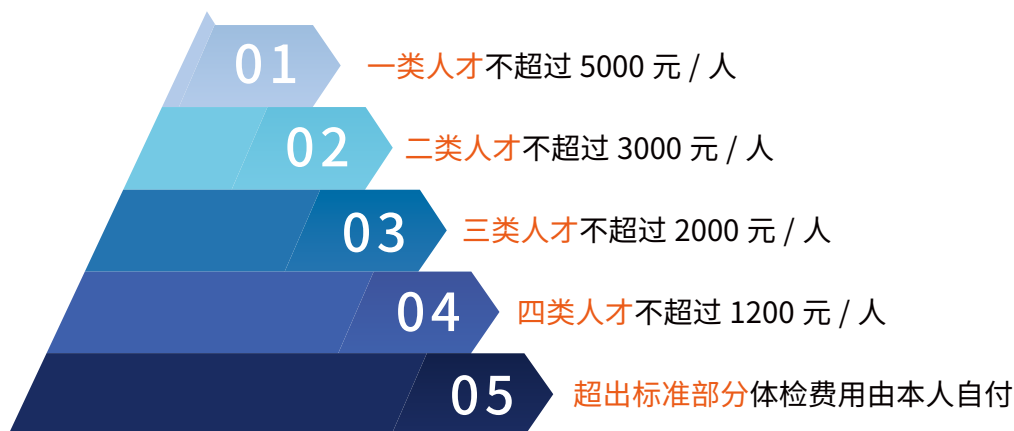 01 一类人才不超过 5000 元 / 人
02 二类人才不超过 3000 元 / 人
03 三类人才不超过 2000 元 / 人
04 四类人才不超过 1200 元 / 人
05 超出标准部分体检费用由本人自付